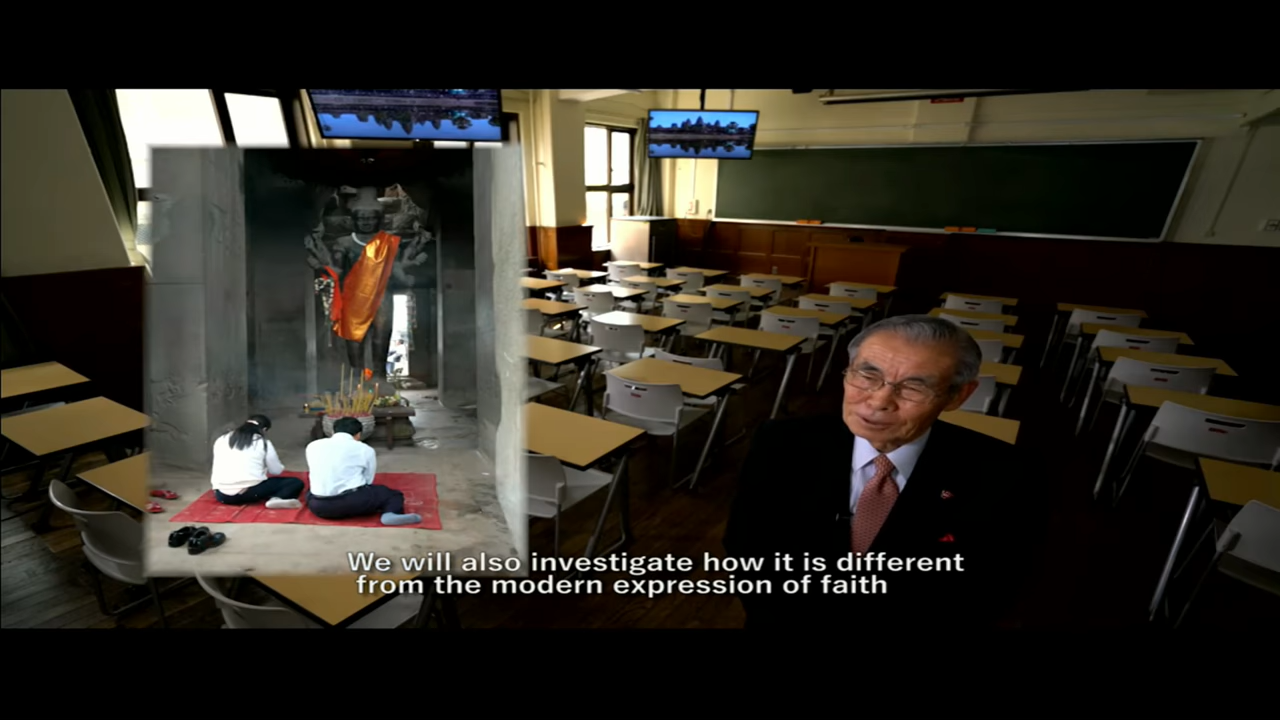 We will also investigate how it is different
from the modern expression of faith